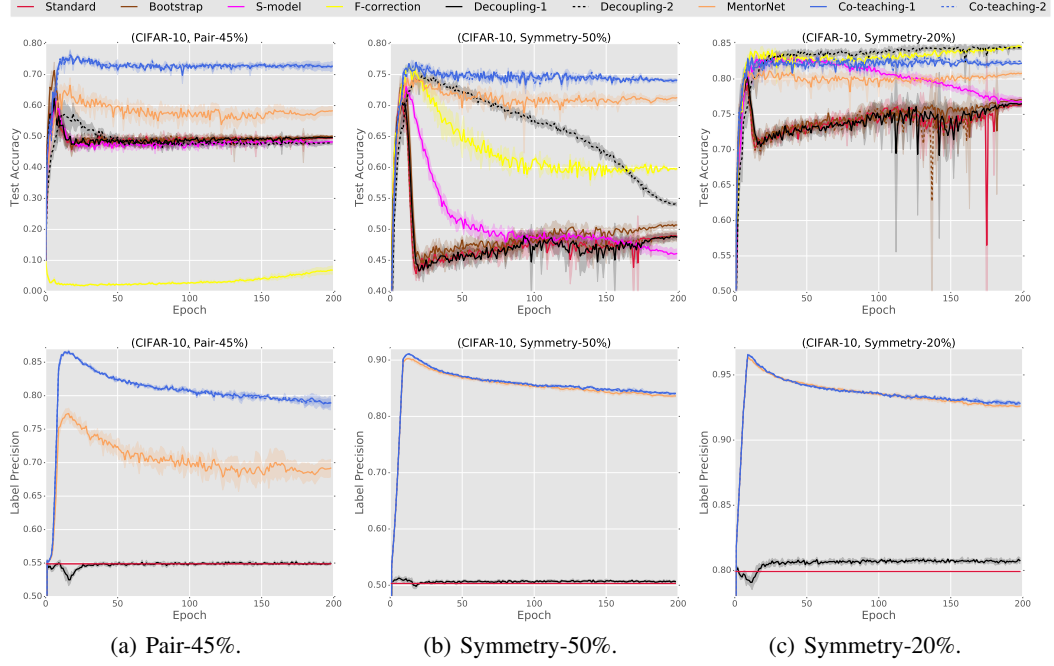 Standard Bootstrap S-model F-correction Decoupling-1 Decoupling-2 MentorNet Co-teaching-1 Co-teaching-2
(CIFAR-10, Pair-45%)
0.80
0.70
0.60
0.50
0.40
0.30
0.20
0.10
0.00
Test Accuracy
0 50 100 150 200
Epoch
(CIFAR-10, Symmetry-50%)
0.80
0.75
0.70
0.65
0.60
0.55
0.50
0.45
0.40
Test Accuracy
0 50 100 150 200
Epoch
(CIFAR-10, Symmetry-20%)
0.85
0.80
0.75
0.70
0.65
0.60
0.55
0.50
Test Accuracy
0 50 100 150 200
Epoch
(CIFAR-10, Pair-45%)
0.85
0.80
0.75
0.70
0.65
0.60
0.55
0.50
Label Precision
0 50 100 150 200
Epoch
(CIFAR-10, Symmetry-50%)
0.90
0.80
0.70
0.60
0.50
Label Precision
0 50 100 150 200
Epoch
(CIFAR-10, Symmetry-20%)
0.95
0.90
0.85
0.80
Label Precision
0 50 100 150 200
Epoch
(a) Pair-45%.
(b) Symmetry-50%.
(c) Symmetry-20%.